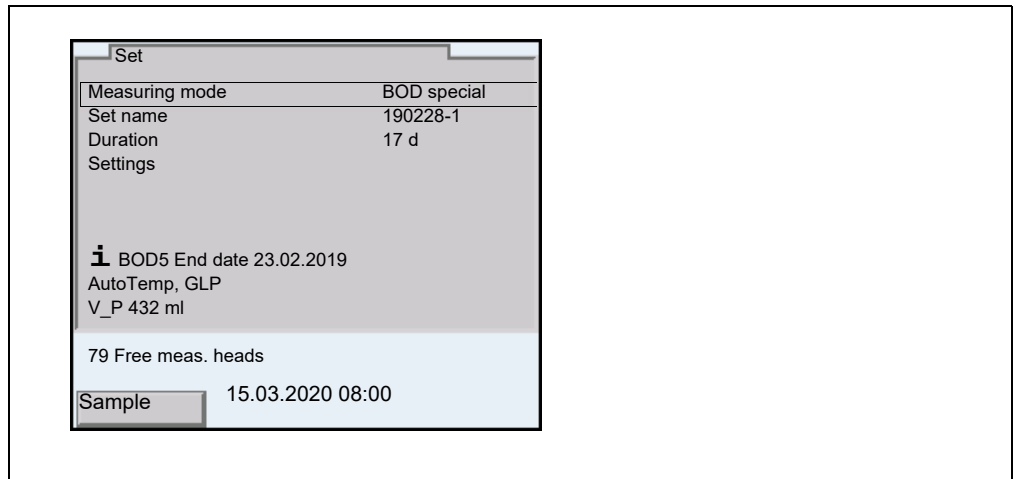 Set
Measuring mode BOD special
Set name 190228-1
Duration 17 d
Settings
i BOD5 End date 23.02.2019
AutoTemp, GLP
V_P 432 ml
79 Free meas. heads
Sample 15.03.2020 08:00